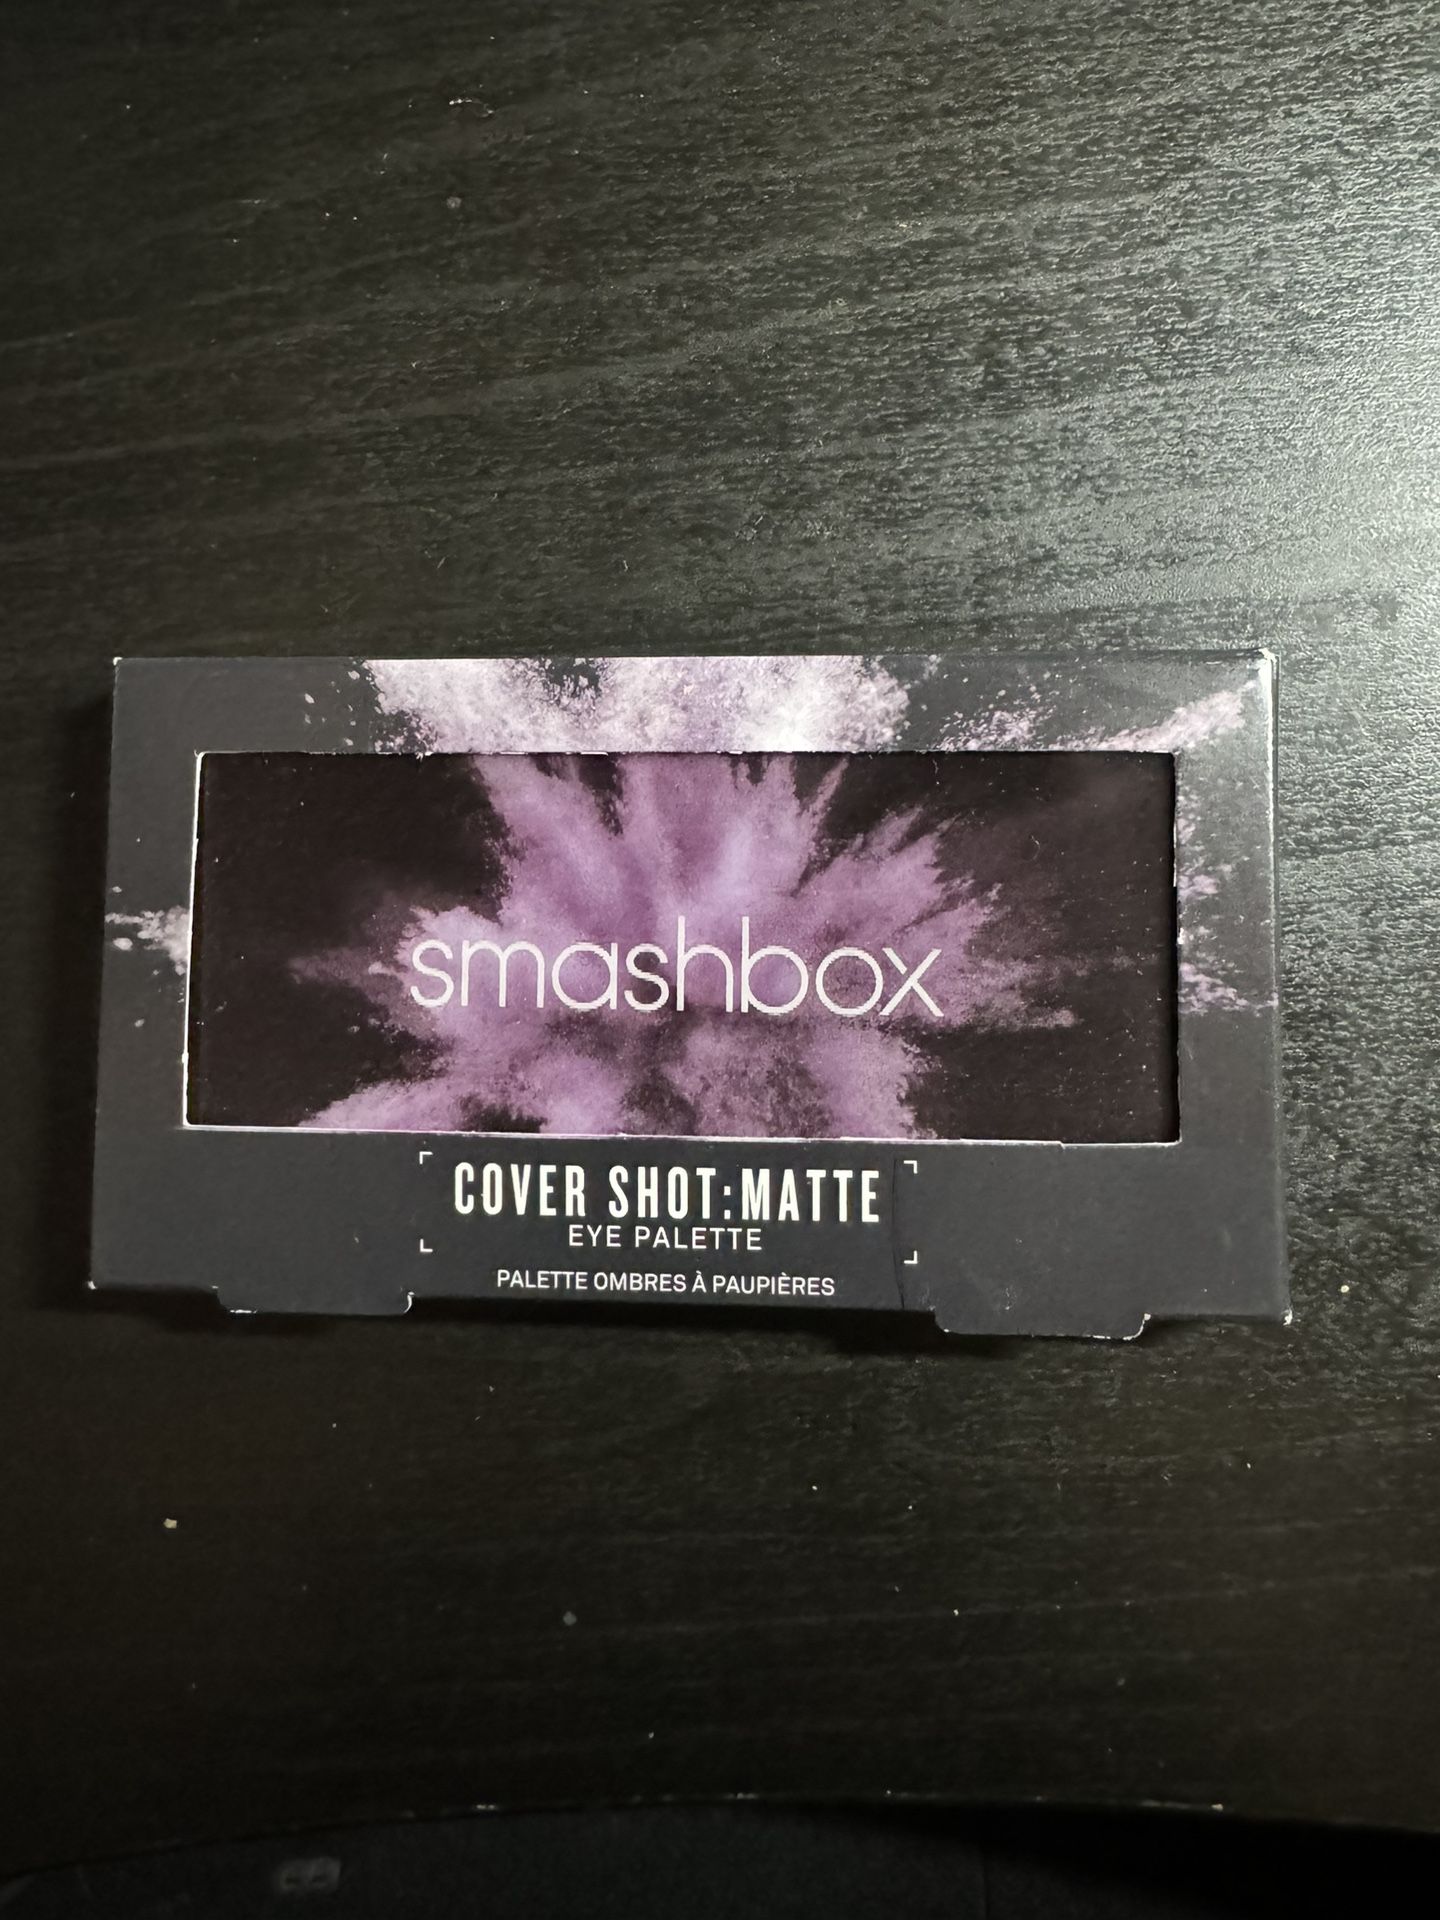 smashbox
COVER SHOT:MATTE
EYE PALETTE
PALETTE OMBRES À PAUPIÈRES